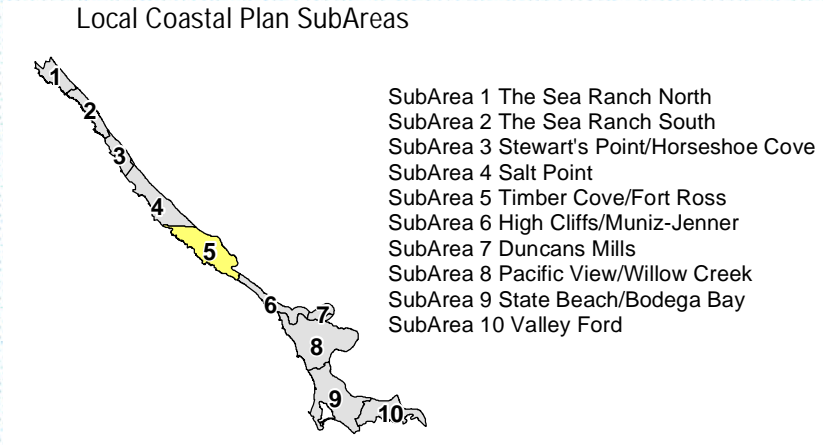 Local Coastal Plan SubAreas
1
2
3
4
5
6
7
8
9
10
SubArea 1 The Sea Ranch North
SubArea 2 The Sea Ranch South
SubArea 3 Stewart's Point/Horseshoe Cove
SubArea 4 Salt Point
SubArea 5 Timber Cove/Fort Ross
SubArea 6 High Cliffs/Muniz-Jenner
SubArea 7 Duncans Mills
SubArea 8 Pacific View/Willow Creek
SubArea 9 State Beach/Bodega Bay
SubArea 10 Valley Ford